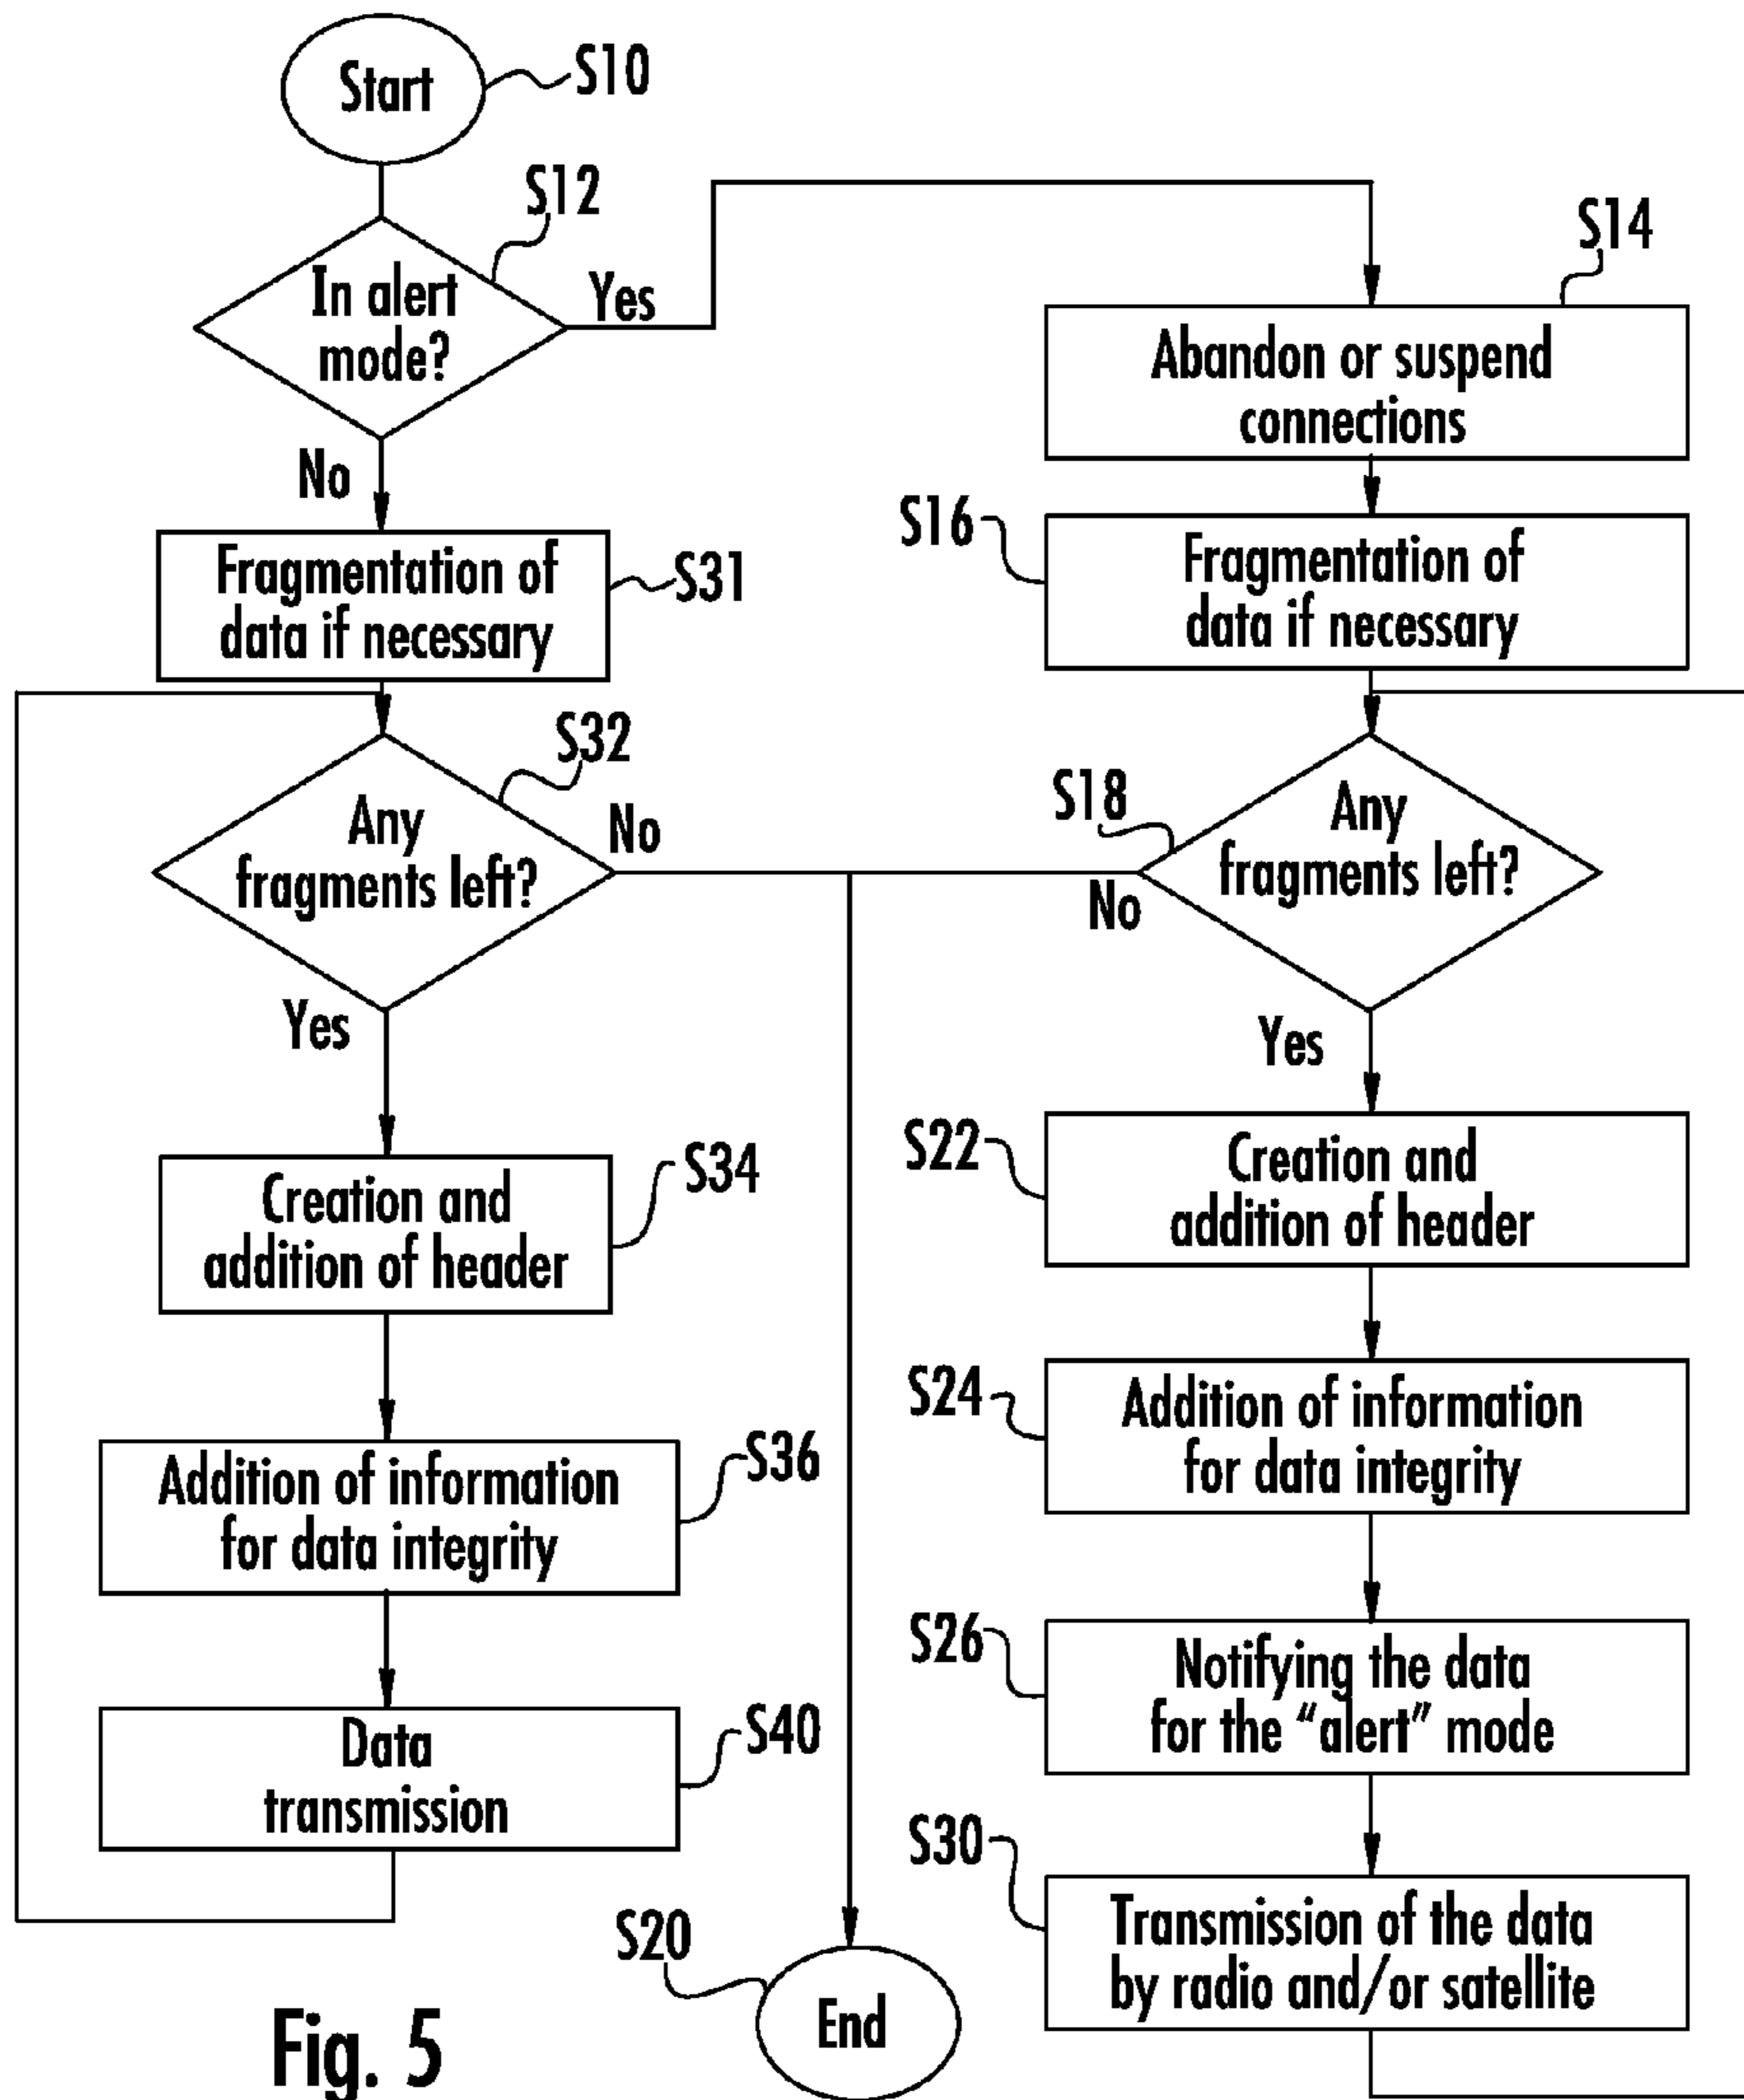 Start
S10
S12
In alert
mode?
Yes
No
S14
Abandon or suspend
connections
S16
Fragmentation of
data if necessary
S31
Fragmentation of
data if necessary
S32
Any
fragments left?
No
Yes
S18
Any
fragments left?
No
Yes
S34
Creation and
addition of header
S22
Creation and
addition of header
S36
Addition of information
for data integrity
S24
Addition of information
for data integrity
S40
Data
transmission
S26
Notifying the data
for the “alert” mode
S30
Transmission of the data
by radio and/or satellite
S20
End
Fig. 5